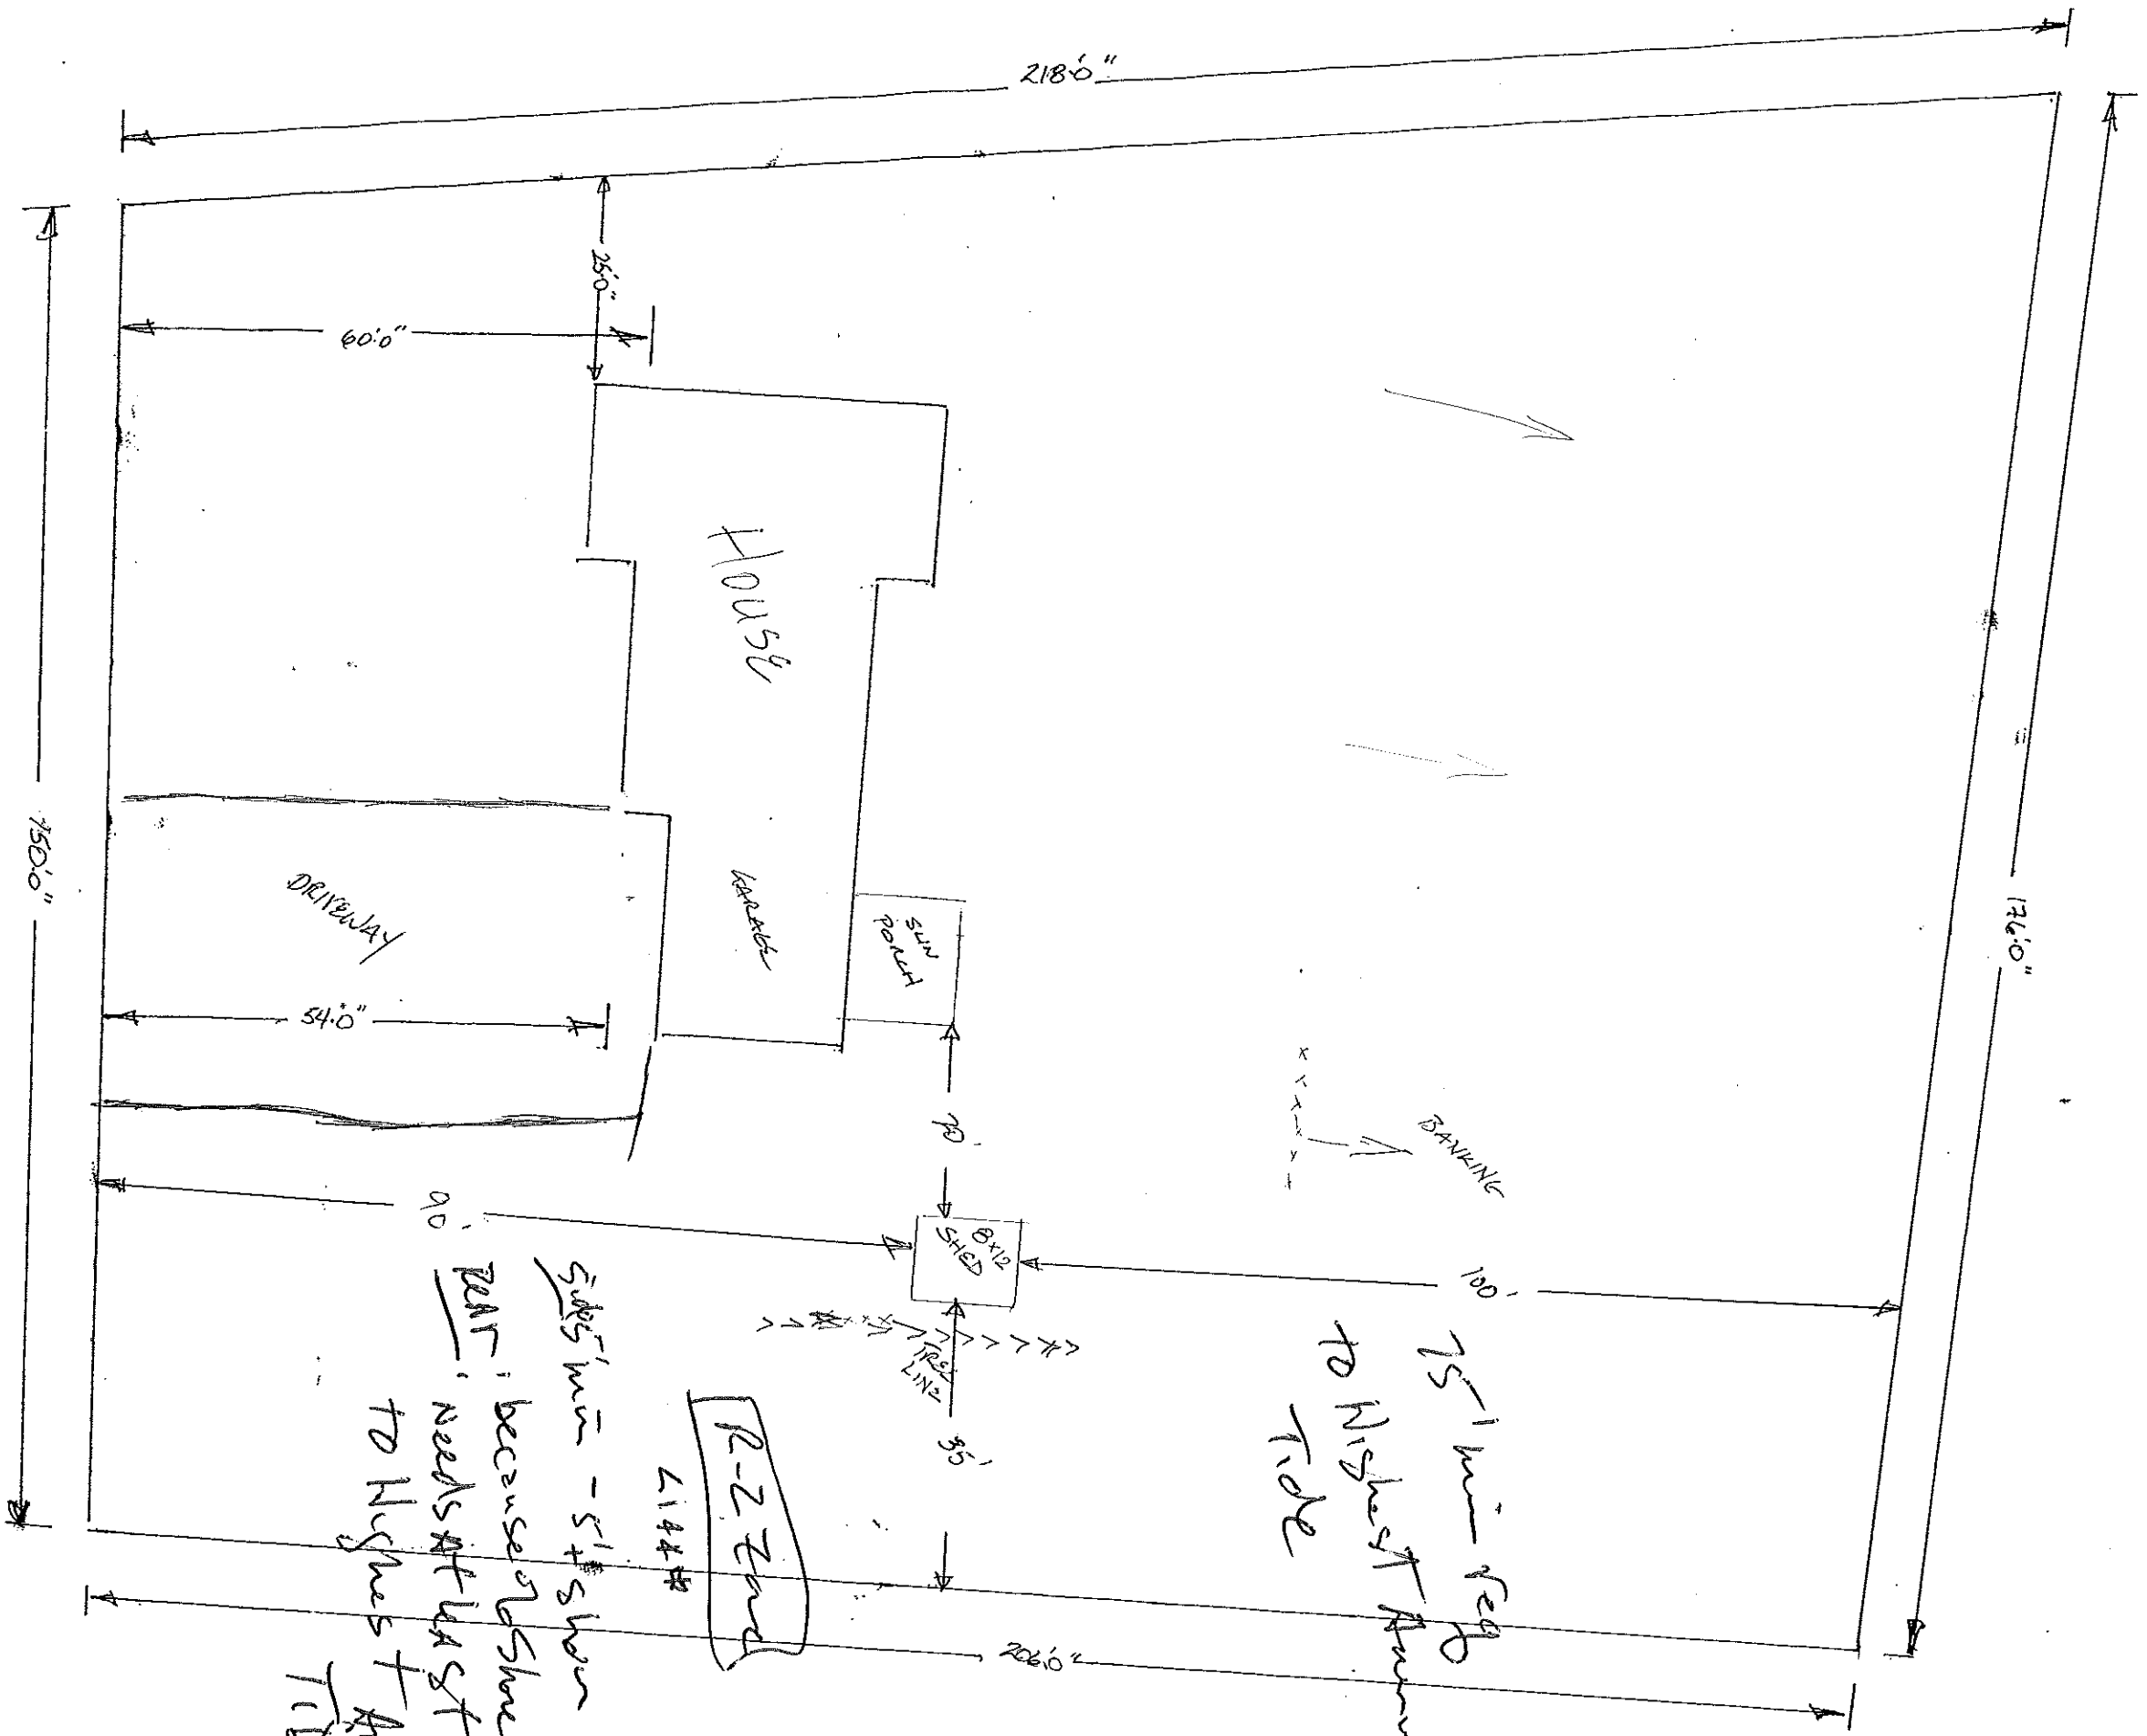 218'0"
25'0"
60'0"
HOUSE
150'0"
DRIVEWAY
GARAGE
SUN
PORCH
54'0"
176'0"
BANKING
90'
8x12
SHED
100'
TREE
LINE
35'
75' min req
TO Highest
Tide
R-2 Zone
Sides min - 5'+ shown
Rear: because of Shore
needs At least
TO Highest
206'0"